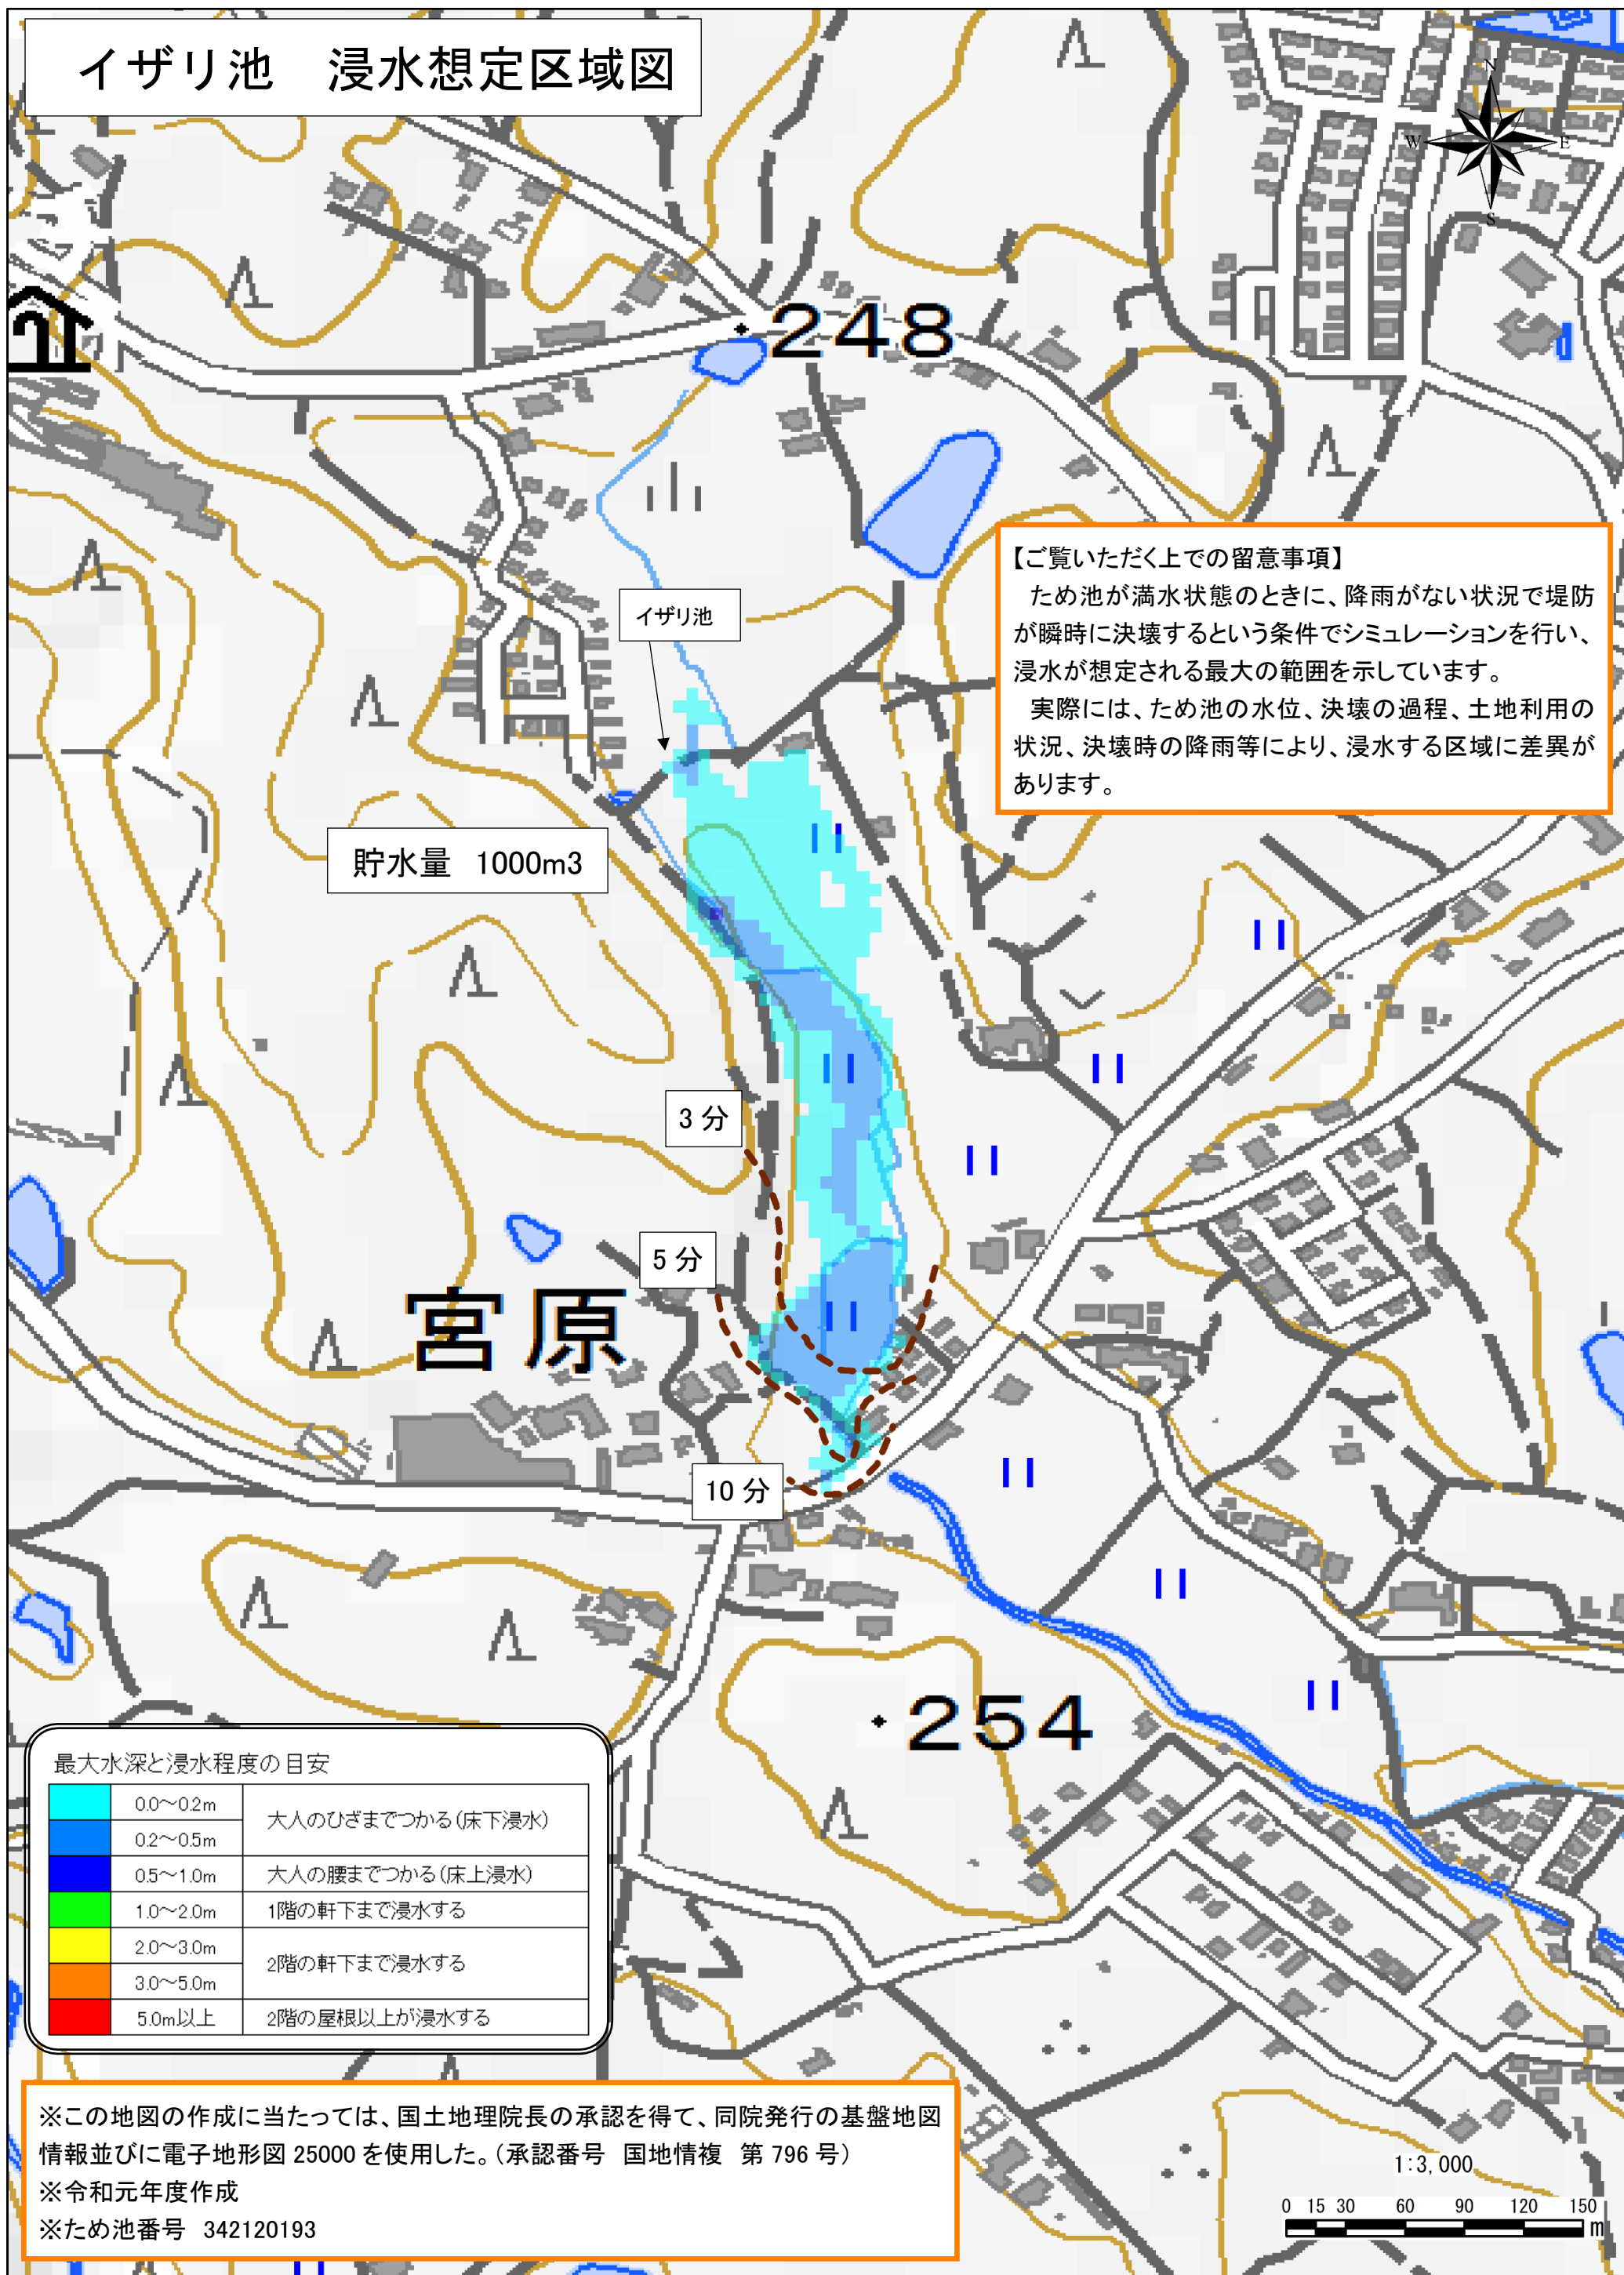 イザリ池　浸水想定区域図
N
W
E
S
248
【ご覧いただく上での留意事項】
ため池が満水状態のときに、降雨がない状況で堤防
が瞬時に決壊するという条件でシミュレーションを行い、
浸水が想定される最大の範囲を示しています。
実際には、ため池の水位、決壊の過程、土地利用の
状況、決壊時の降雨等により、浸水する区域に差異が
あります。
イザリ池
貯水量　1000m3
3 分
5 分
宮原
10 分
254
最大水深と浸水程度の目安
0.0～0.2m
大人のひざまでつかる(床下浸水)
0.2～0.5m
0.5～1.0m　大人の腰までつかる(床上浸水)
1.0～2.0m　1階の軒下まで浸水する
2.0～3.0m
2階の軒下まで浸水する
3.0～5.0m
5.0m以上　2階の屋根以上が浸水する
※この地図の作成に当たっては、国土地理院長の承認を得て、同院発行の基盤地図
情報並びに電子地形図 25000 を使用した。（承認番号　国地情複　第 796 号）
※令和元年度作成
※ため池番号　342120193
1:3,000
0 15 30 60 90 120 150
m